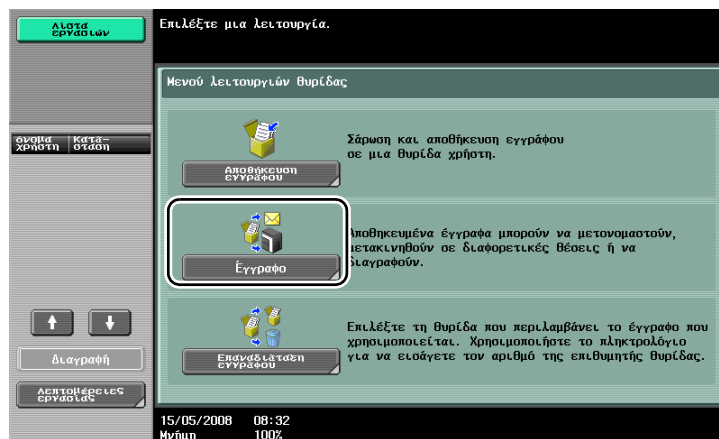 Λίστα
εργασιών
Επιλέξτε μια λειτουργία.
Μενού λειτουργιών θυρίδας
όνομα χρήστη
Κατά-
σταση
Σάρωση και αποθήκευση εγγράφου
σε μια θυρίδα χρήστη.
Αποθήκευση
εγγράφου
Αποθηκευμένα έγγραφα μπορούν να μετονομαστούν,
μετακινηθούν σε διαφορετικές θέσεις ή να
διαγραφούν.
Έγγραφο
Επιλέξτε τη θυρίδα που περιλαμβάνει το έγγραφο που
χρησιμοποιείται. Χρησιμοποιήστε το πληκτρολόγιο
για να εισάγετε τον αριθμό της επιθυμητής θυρίδας.
Επαναδιάταξη
εγγράφου
Διαγραφή
Λεπτομέρειες
εργασίας
15/05/2008 08:32
Μνήμη 100%